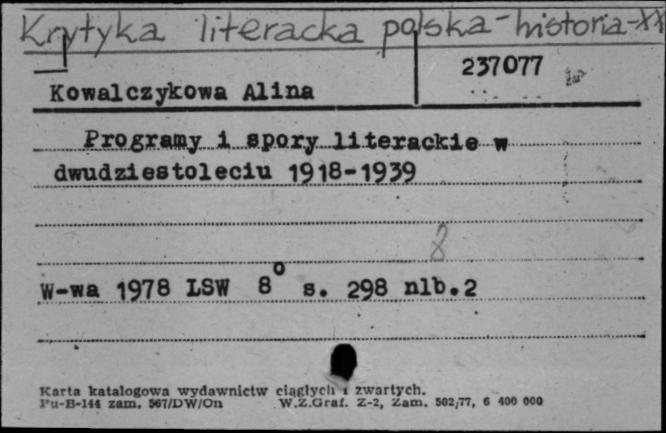 Krytyka literacka polska-historia-XX
237077
Kowalczykowa Alina
Programy i spory literackie w
dwudziestoleciu 1918-1939
8
W-wa 1978 LSW 8° s. 298 nlb.2
Karta katalogowa wydawnictw ciągłych i zwartych.
Pu-B-144 zam. 567/DW/On W.Z.Graf. Z-2, Zam. 502/77, 6 400 000